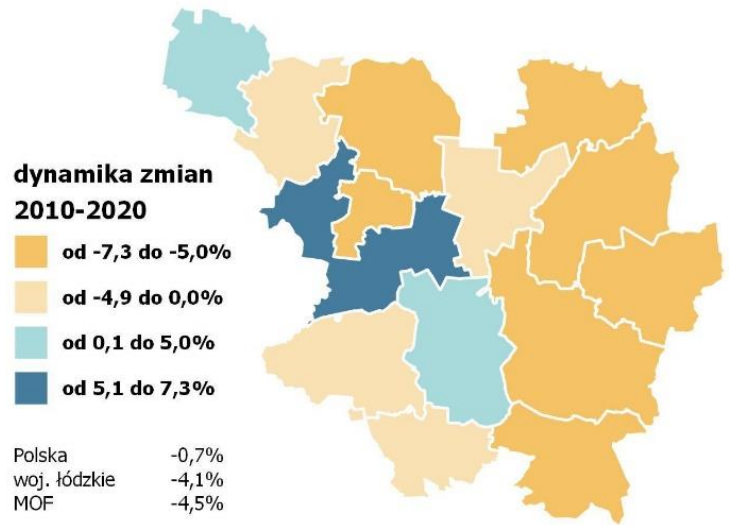 dynamika zmian
2010-2020
od -7,3 do -5,0%
od -4,9 do 0,0%
od 0,1 do 5,0%
od 5,1 do 7,3%
Polska -0,7%
woj. łódzkie -4,1%
MOF -4,5%